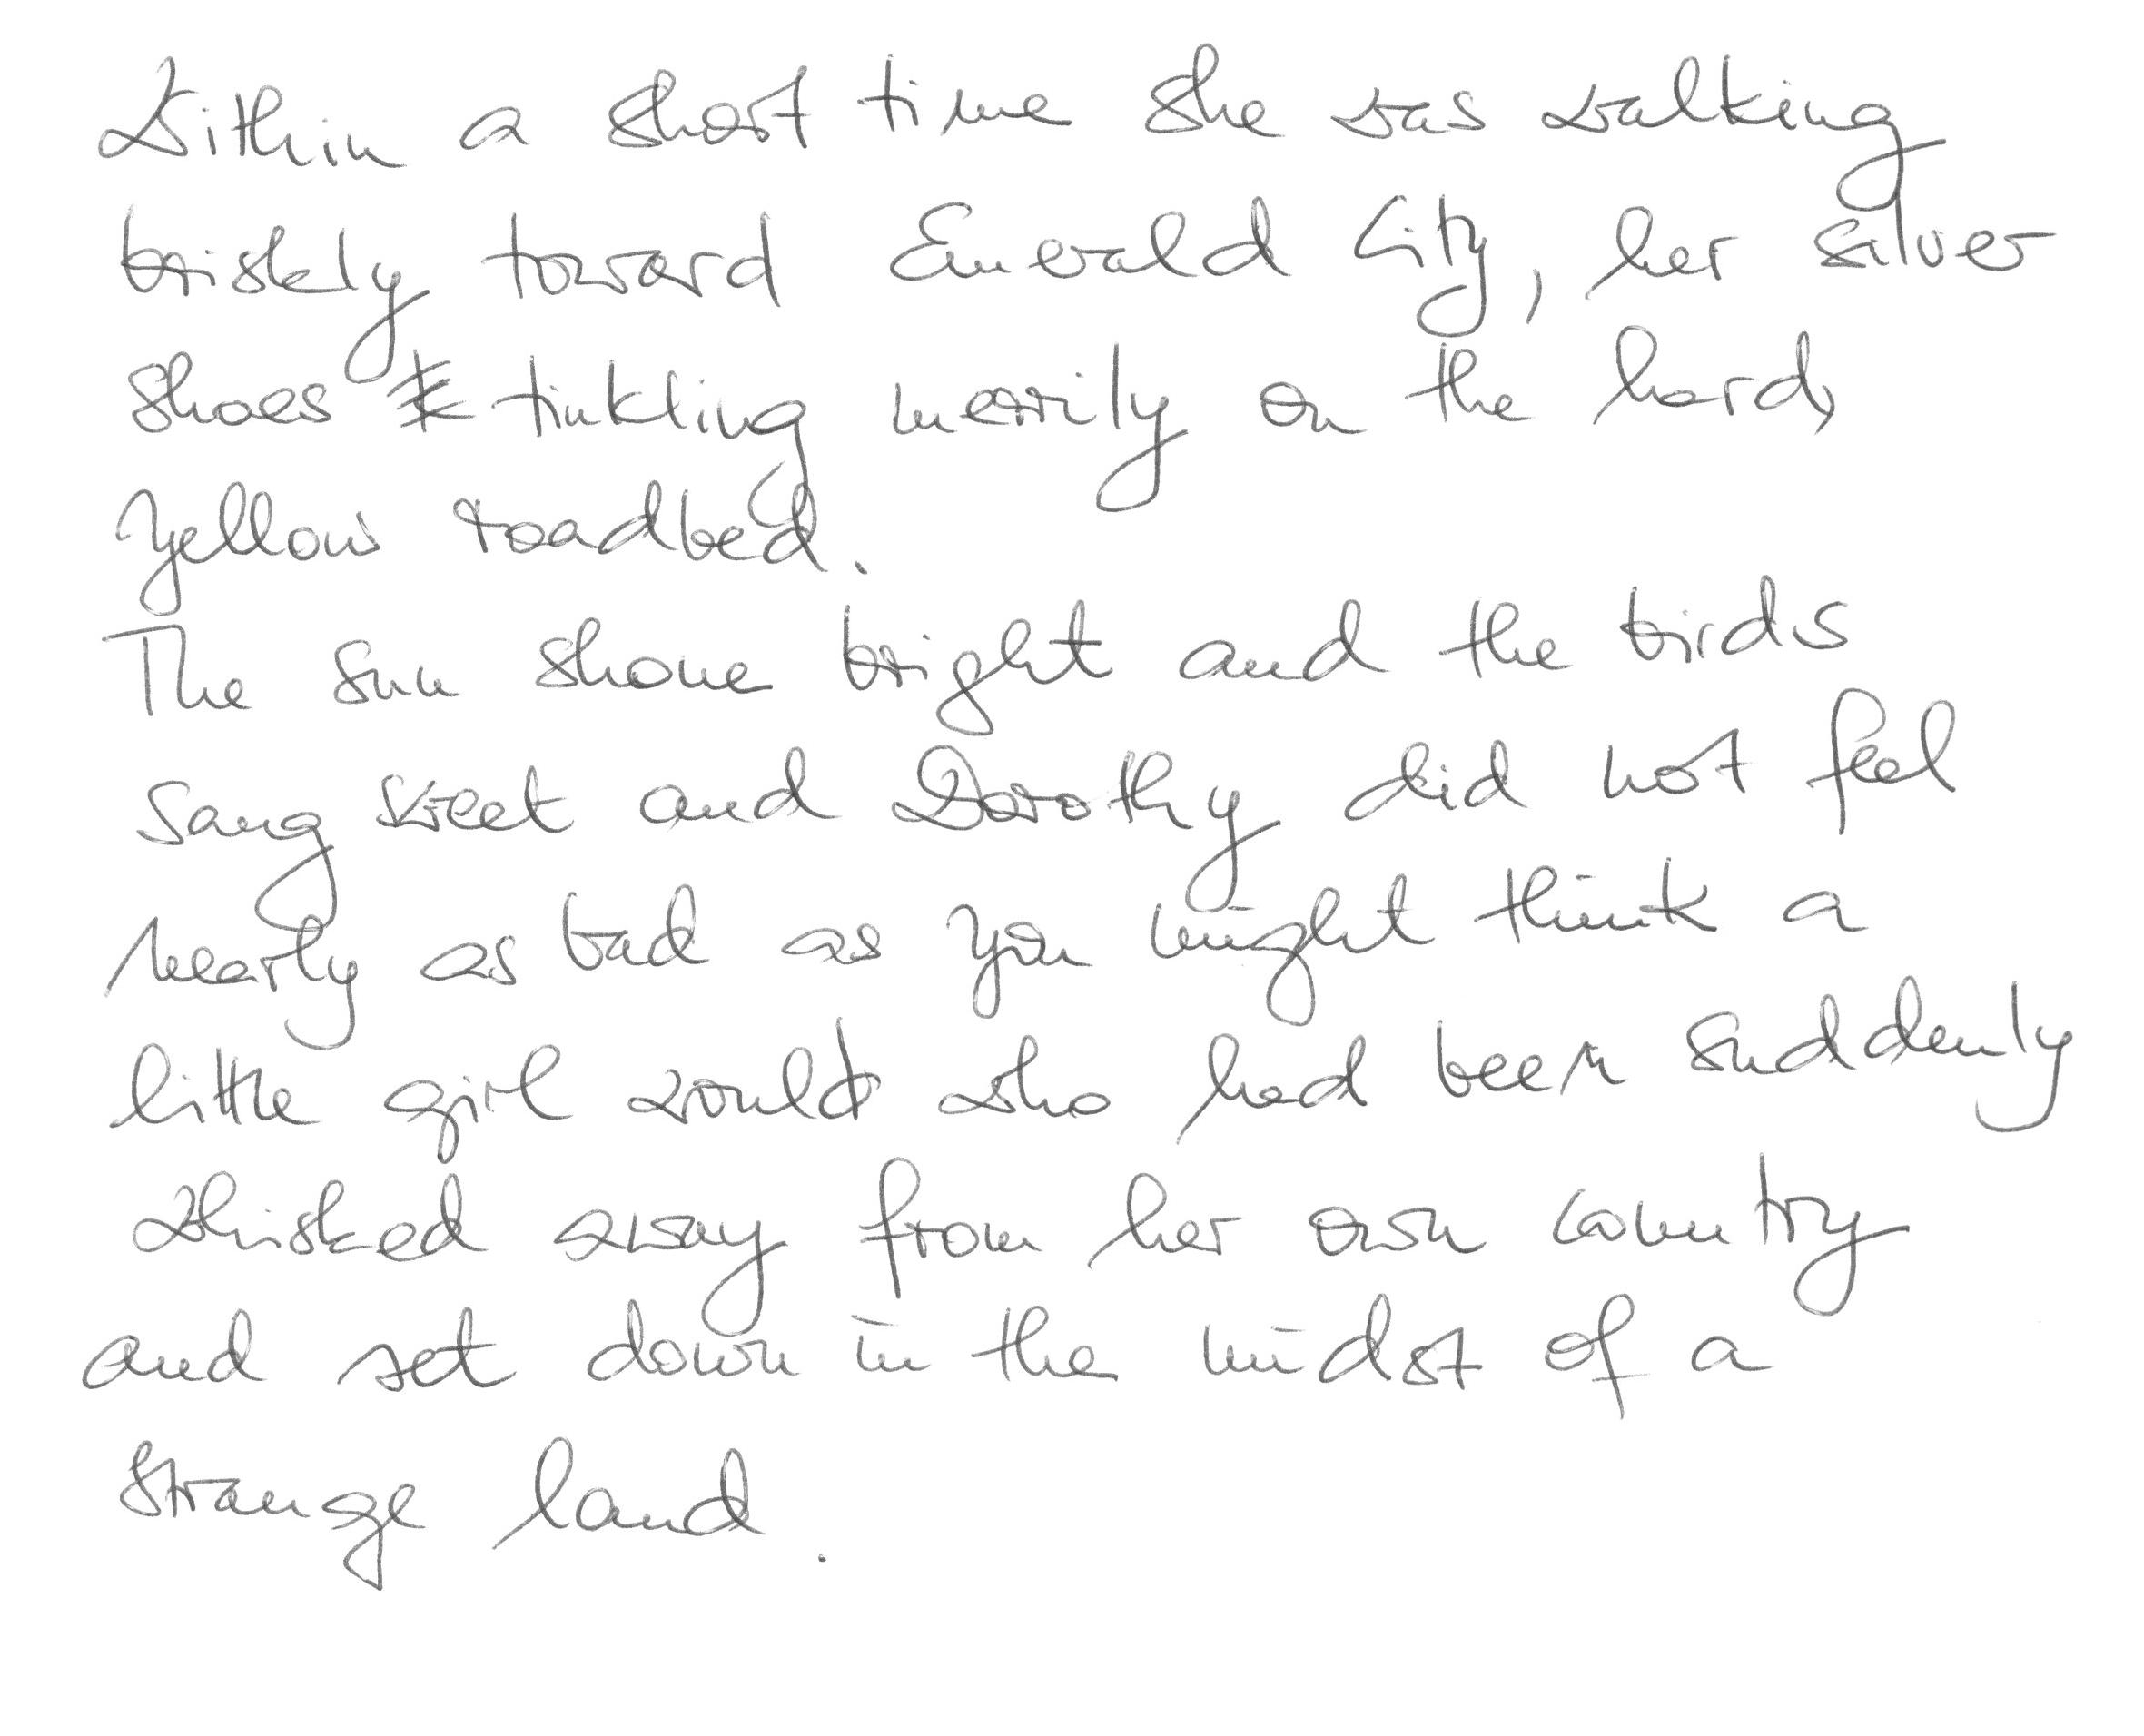 Within a short time she was walking
briskly toward Emerald City, her silver
shoes tinkling merrily on the hard,
yellow roadbed.
The sun shone bright and the birds
sang sweet and Dorothy did not feel
nearly as bad as you might think a
little girl would who had been suddenly
whisked away from her own country
and set down in the midst of a
strange land.